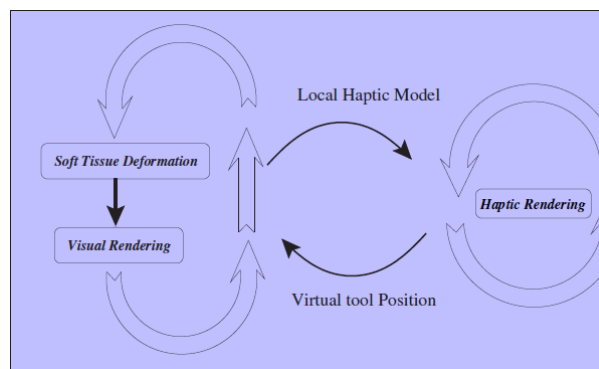 Local Haptic Model
Soft Tissue Deformation
Haptic Rendering
Visual Rendering
Virtual tool Position